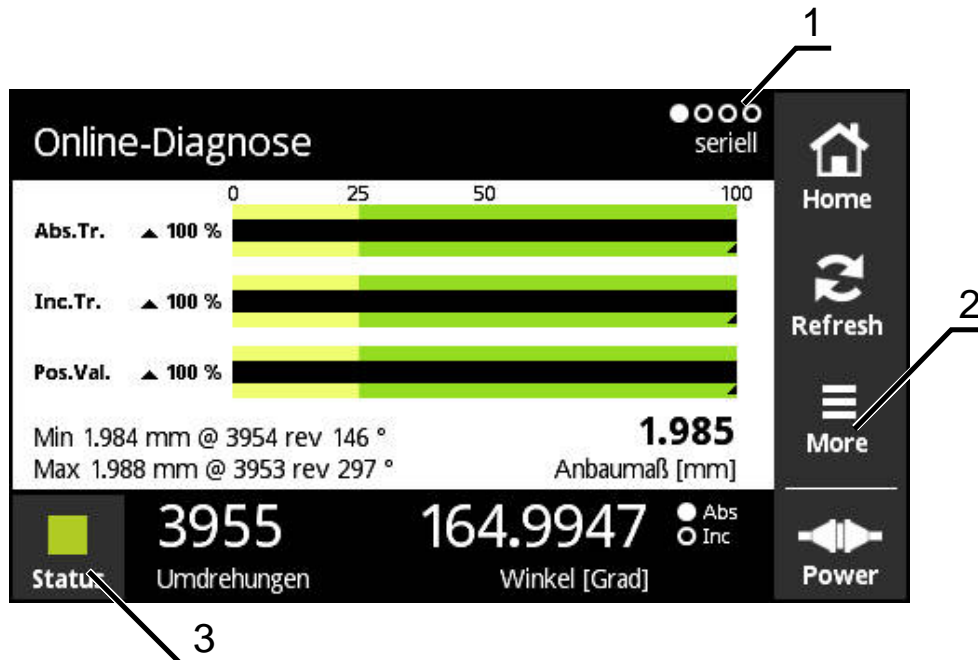 1
Online-Diagnose
seriell
Home
0 25 50 100
Abs.Tr. ▲ 100 %
Inc.Tr. ▲ 100 %
Refresh
2
Pos.Val. ▲ 100 %
Min 1.984 mm @ 3954 rev 146 °
Max 1.988 mm @ 3953 rev 297 °
1.985
Anbaumaß [mm]
More
3955
Umdrehungen
164.9947
Winkel [Grad]
Abs
Inc
Status
Power
3